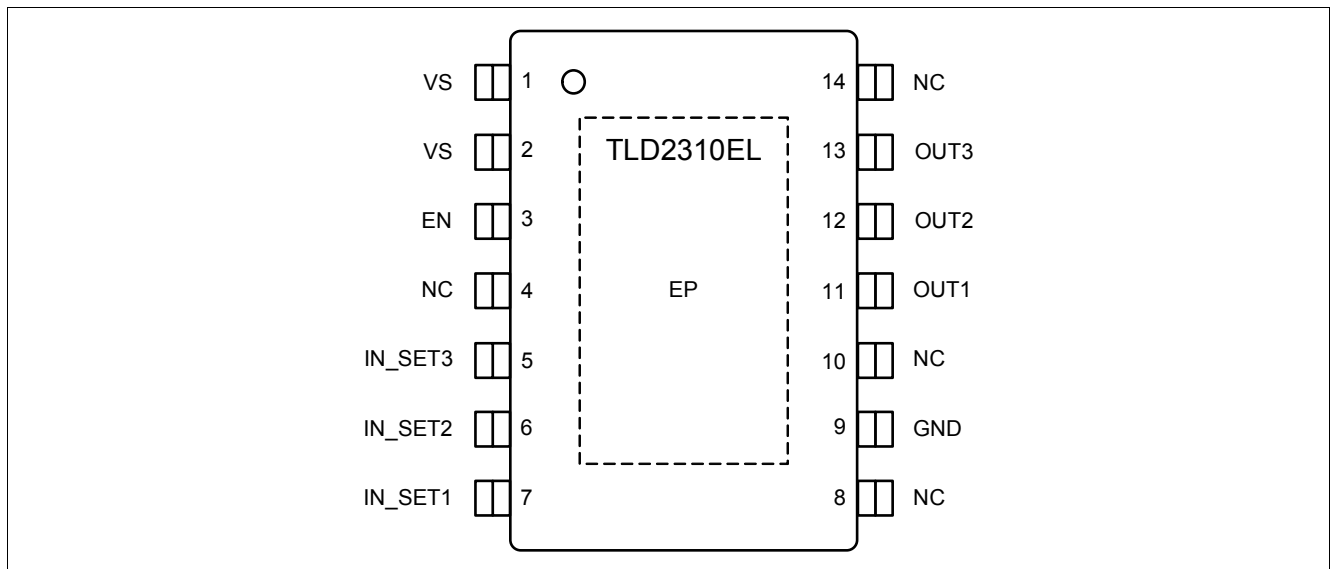 VS 1 14 NC
VS 2 TLD2310EL 13 OUT3
EN 3 12 OUT2
NC 4 EP 11 OUT1
IN_SET3 5 10 NC
IN_SET2 6 9 GND
IN_SET1 7 8 NC